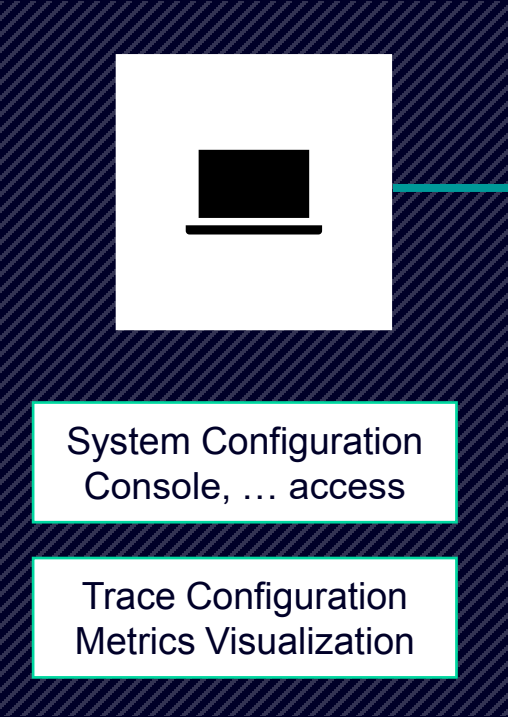 System Configuration
Console, … access
Trace Configuration
Metrics Visualization